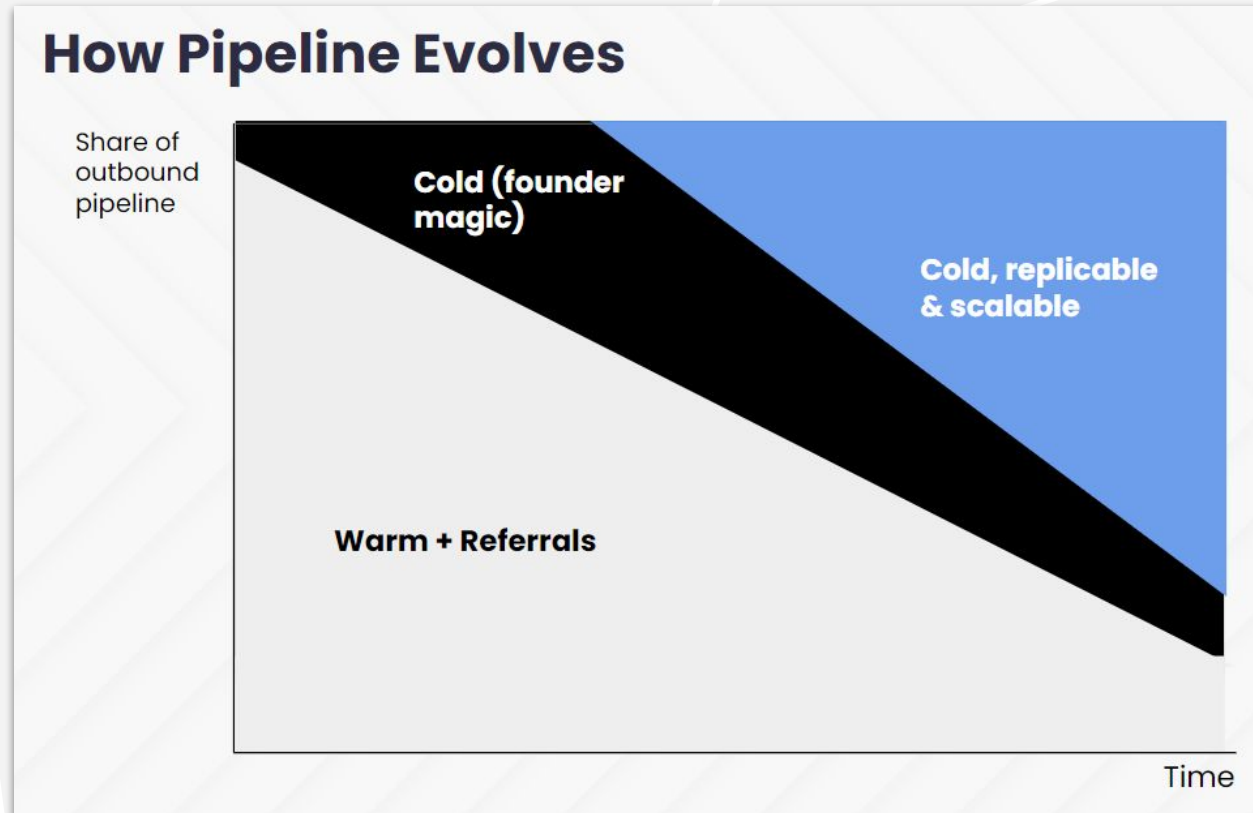 How Pipeline Evolves
Share of
outbound
pipeline
Cold (founder
magic)
Cold, replicable
& scalable
Warm + Referrals
Time